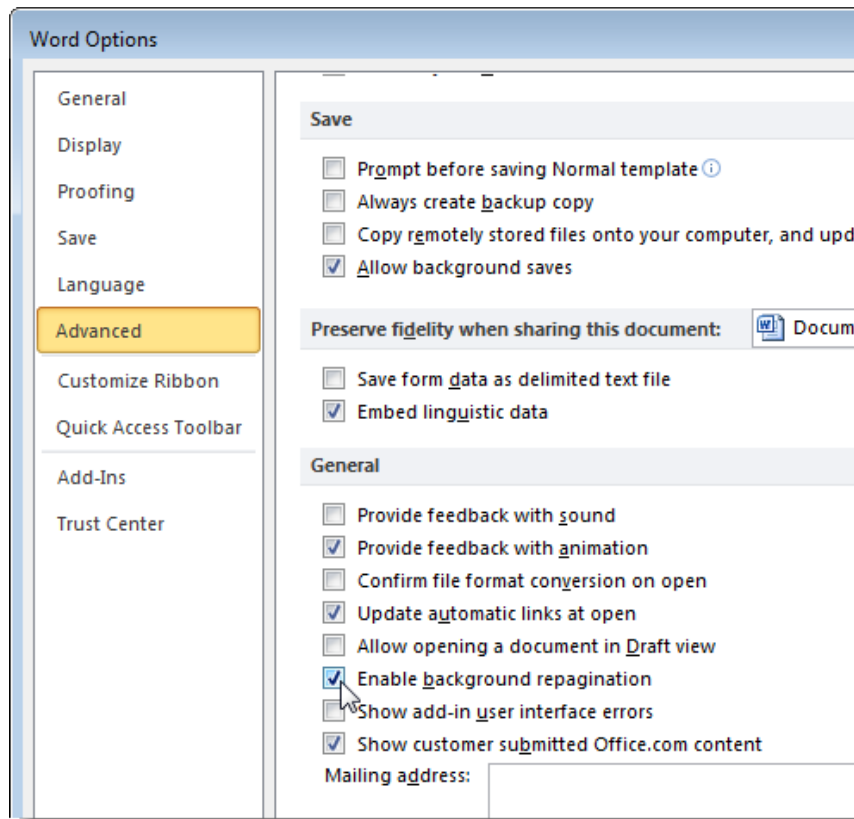 Word Options
General
Display
Proofing
Save
Language
Advanced
Customize Ribbon
Quick Access Toolbar
Add-Ins
Trust Center
Save
Prompt before saving Normal template
Always create backup copy
Copy remotely stored files onto your computer, and upd
Allow background saves
Preserve fidelity when sharing this document: Docum
Save form data as delimited text file
Embed linguistic data
General
Provide feedback with sound
Provide feedback with animation
Confirm file format conversion on open
Update automatic links at open
Allow opening a document in Draft view
Enable background repagination
Show add-in user interface errors
Show customer submitted Office.com content
Mailing address: